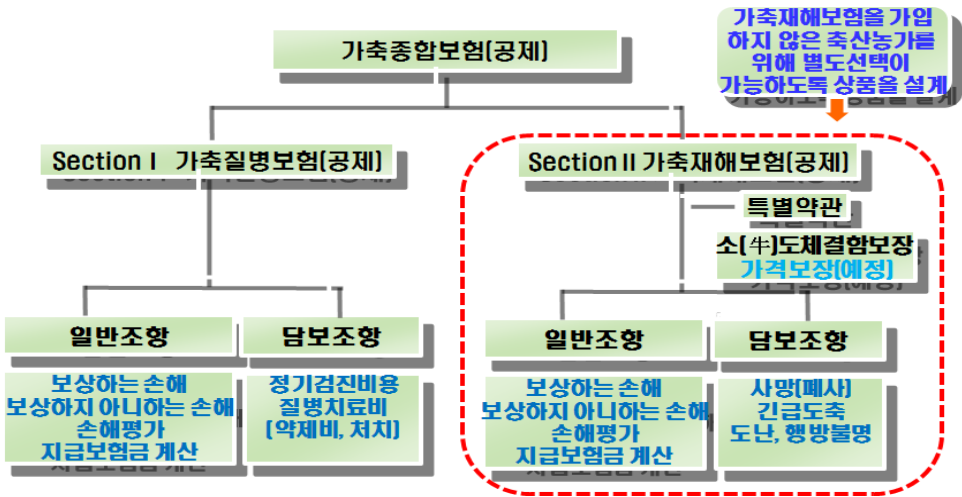 가축재해보험을 가입
하지 않은 축산농가를
위해 별도선택이
가능하도록 상품을 설계
가축종합보험(공제)
Section I 가축질병보험(공제)
Section II 가축재해보험(공제)
특별약관
소(牛)도체결함보장
가격보장(예정)
일반조항
담보조항
일반조항
담보조항
보상하는 손해
보상하지 아니하는 손해
손해평가
지급보험금 계산
정기검진비용
질병치료비
(약제비, 처치)
보상하는 손해
보상하지 아니하는 손해
손해평가
지급보험금 계산
사망(폐사)
긴급도축
도난, 행방불명